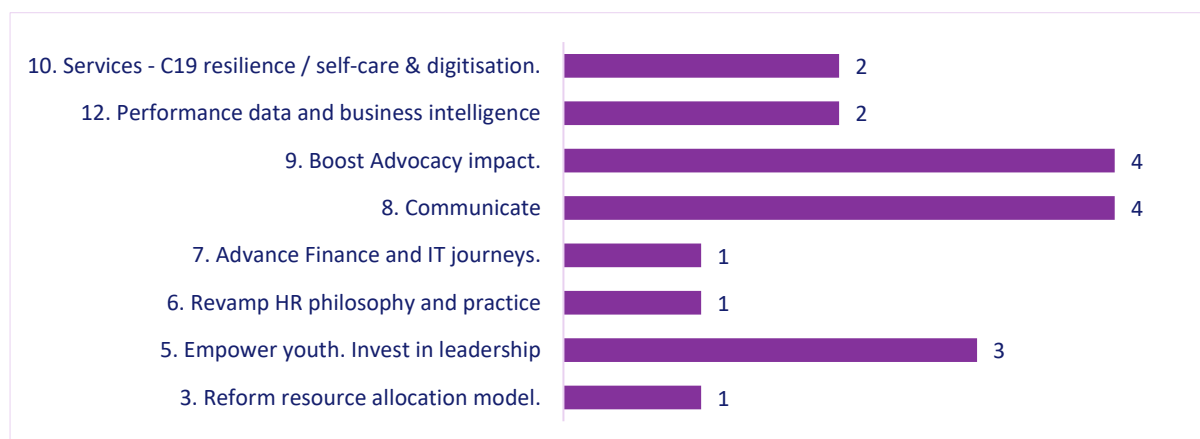 10. Services - C19 resilience / self-care & digitisation. 2
12. Performance data and business intelligence 2
9. Boost Advocacy impact. 4
8. Communicate 4
7. Advance Finance and IT journeys. 1
6. Revamp HR philosophy and practice 1
5. Empower youth. Invest in leadership 3
3. Reform resource allocation model. 1